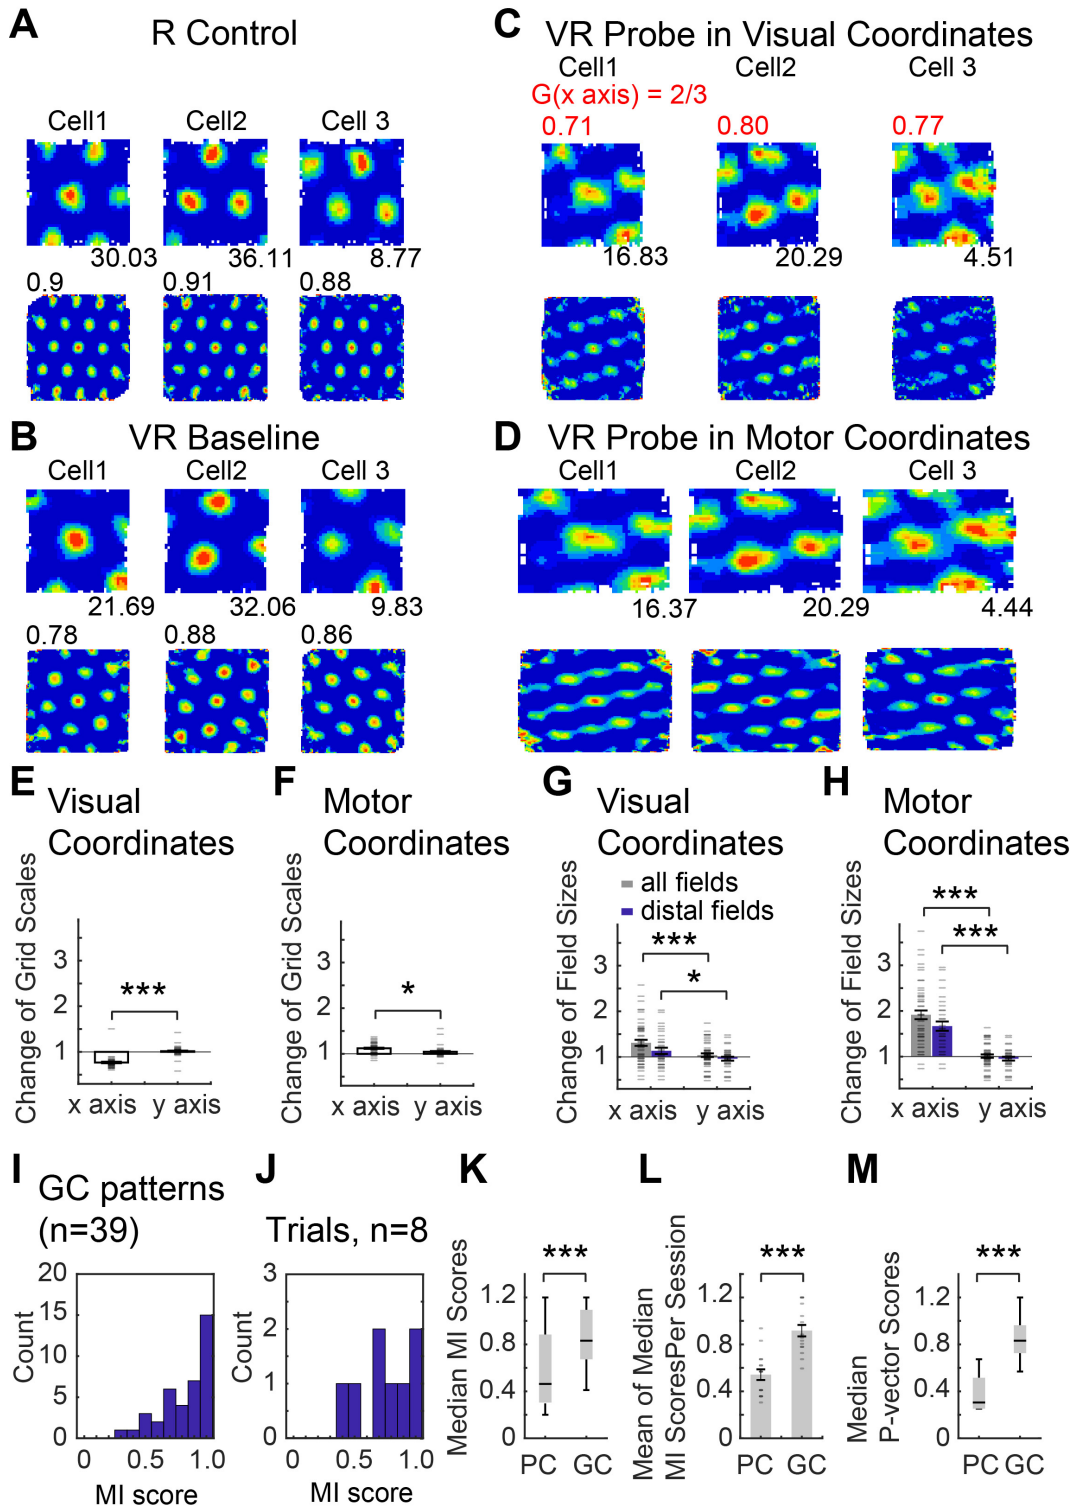 A
R Control
Cell1 Cell2 Cell 3
30.03 36.11 8.77
0.9 0.91 0.88
C
VR Probe in Visual Coordinates
Cell1 Cell2 Cell 3
G(x axis) = 2/3
0.71 0.80 0.77
16.83 20.29 4.51
B
VR Baseline
Cell1 Cell2 Cell 3
21.69 32.06 9.83
0.78 0.88 0.86
D
VR Probe in Motor Coordinates
Cell1 Cell2 Cell 3
16.37 20.29 4.44
E
Visual
Coordinates
Change of Grid Scales
3
2
1
***
x axis y axis
F
Motor
Coordinates
Change of Grid Scales
3
2
1
*
x axis y axis
G
Visual
Coordinates
all fields
distal fields
Change of Field Sizes
3
2
1
***
*
x axis y axis
H
Motor
Coordinates
Change of Field Sizes
3
2
1
***
***
x axis y axis
I
GC patterns
(n=39)
Count
20
15
10
5
0
0 0.5 1.0
MI score
J
Trials, n=8
Count
3
2
1
0
0 0.5 1.0
MI score
K
Median MI Scores
1.2
0.8
0.4
0
***
PC GC
L
Mean of Median
MI ScoresPer Session
1.2
0.8
0.4
0
***
PC GC
M
Median
P-vector Scores
1.2
0.8
0.4
0
***
PC GC